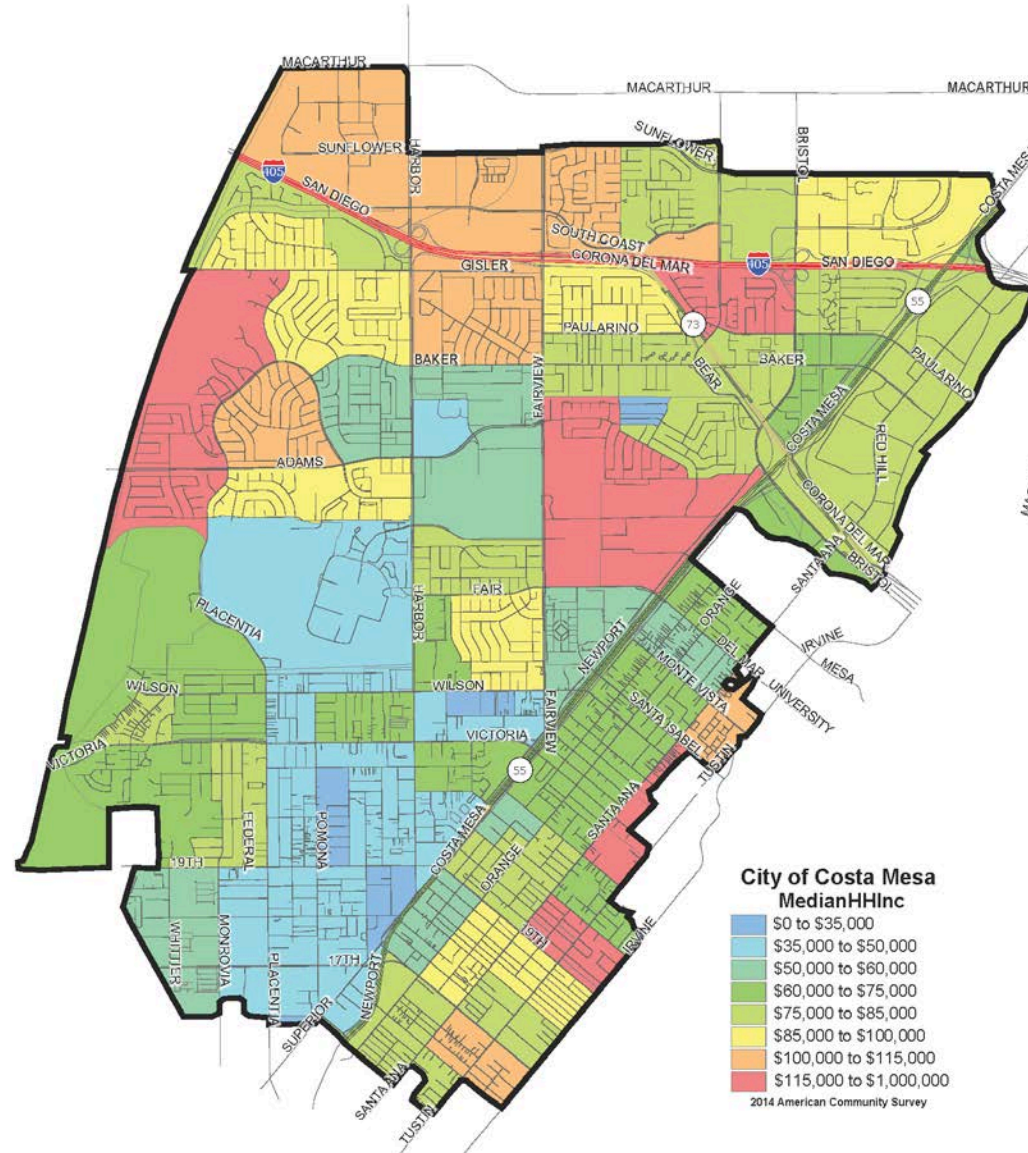 MACARTHUR
MACARTHUR
MACARTHUR
SUNFLOWER
HARBOR
SUNFLOWER
BRISTOL
COSTA MESA
405
SAN DIEGO
SOUTH COAST
GISLER
CORONA DEL MAR
405
SAN DIEGO
55
PAULARINO
73
BAKER
FAIRVIEW
BEAR
BAKER
PAULARINO
COSTA MESA
RED HILL
ADAMS
CORONA DEL MAR
SANTA ANA
BRISTOL
PLACENTIA
HARBOR
FAIR
ORANGE
NEWPORT
DEL MAR
IRVINE
MESA
MONTE VISTA
UNIVERSITY
WILSON
WILSON
FAIRVIEW
SANTA ISABEL
VICTORIA
VICTORIA
TUSTIN
55
SANTA ANA
FEDERAL
POMONA
COSTA MESA
ORANGE
19TH
19TH
IRVINE
WHITTIER
MONROVIA
PLACENTIA
17TH
NEWPORT
SUPERIOR
SANTA ANA
TUSTIN
City of Costa Mesa
MedianHHInc
$0 to $35,000
$35,000 to $50,000
$50,000 to $60,000
$60,000 to $75,000
$75,000 to $85,000
$85,000 to $100,000
$100,000 to $115,000
$115,000 to $1,000,000
2014 American Community Survey